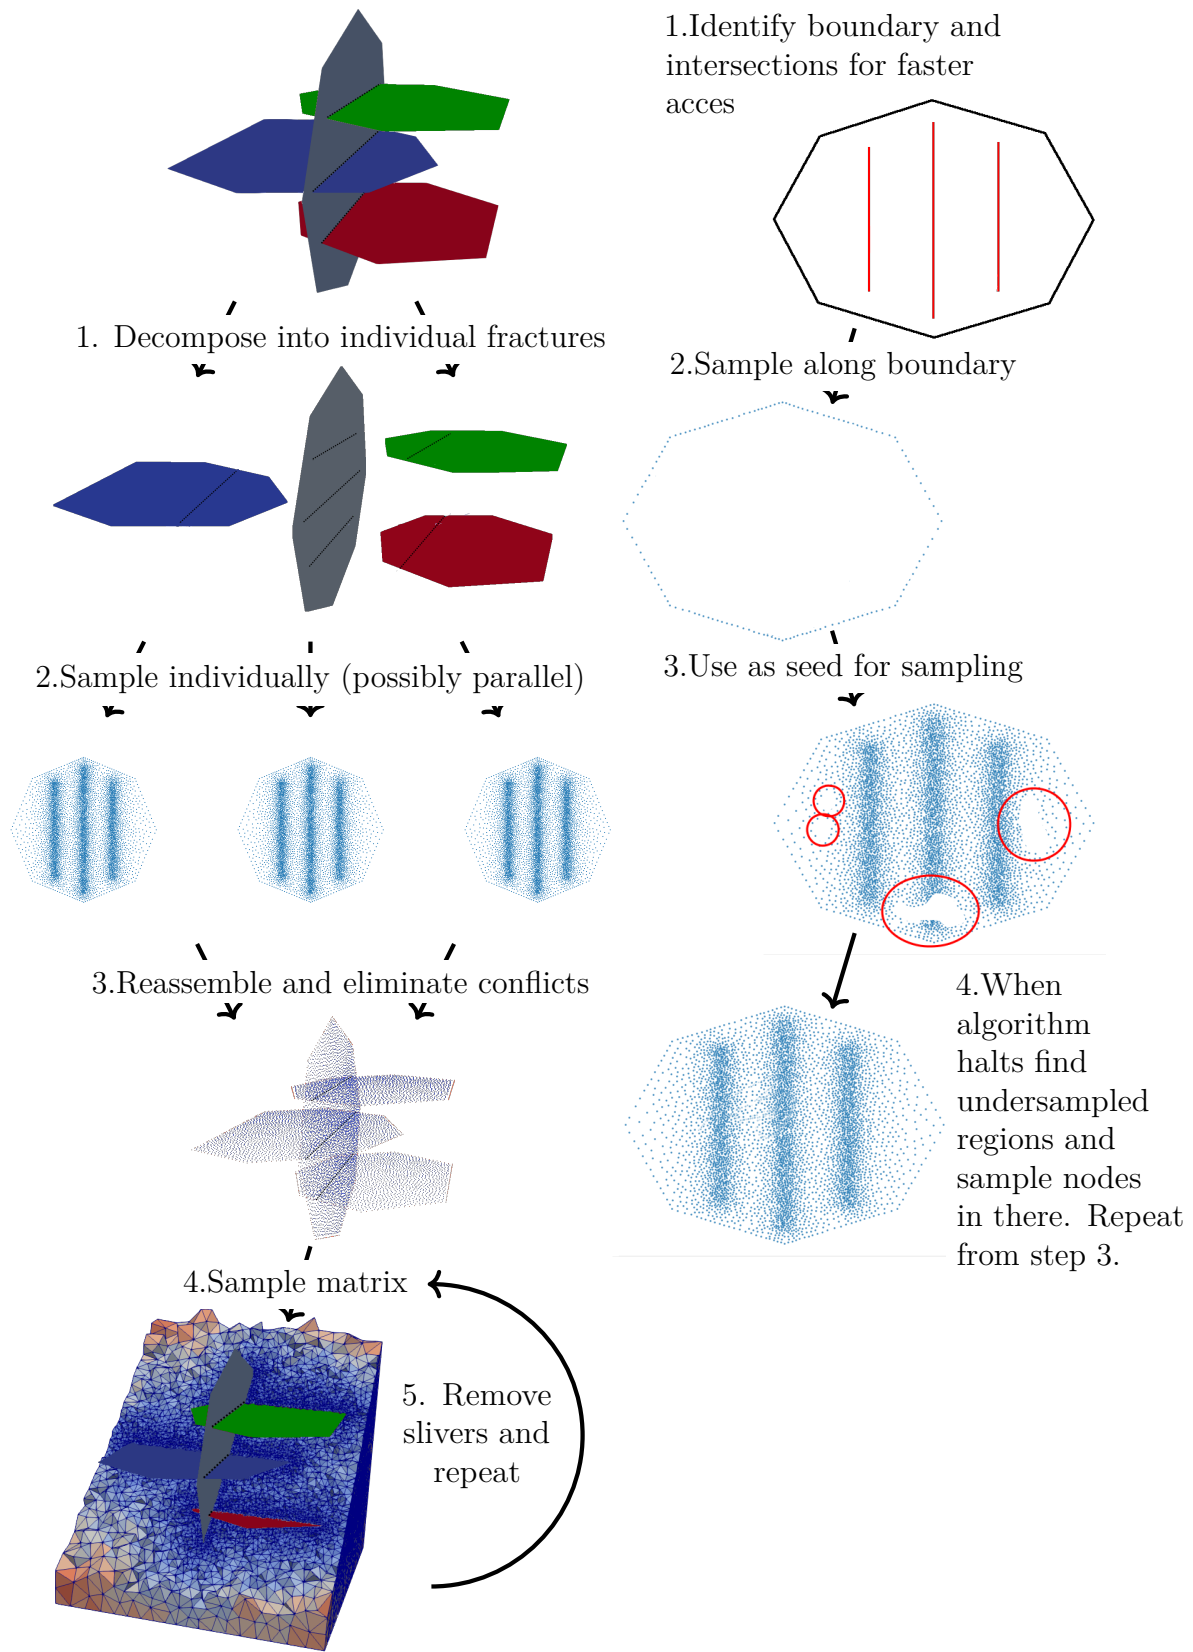 1. Decompose into individual fractures
2.Sample individually (possibly parallel)
3.Reassemble and eliminate conflicts
4.Sample matrix
5. Remove
slivers and
repeat
1.Identify boundary and
intersections for faster
acces
2.Sample along boundary
3.Use as seed for sampling
4.When
algorithm
halts find
undersampled
regions and
sample nodes
in there. Repeat
from step 3.